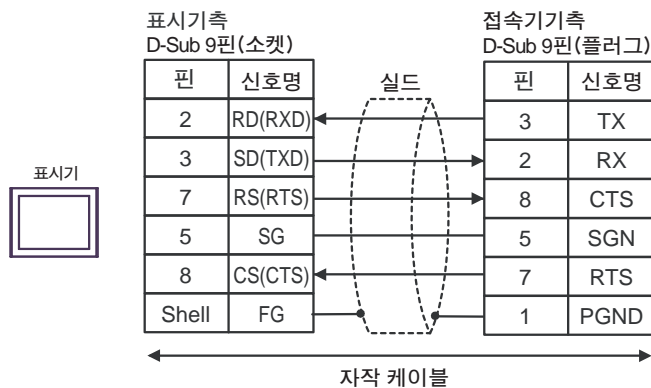 표시기측
D-Sub 9핀(소켓)
접속기기측
D-Sub 9핀(플러그)
핀 신호명 실드 핀 신호명
2 RD(RXD) 3 TX
3 SD(TXD) 2 RX
표시기
7 RS(RTS) 8 CTS
5 SG 5 SGN
8 CS(CTS) 7 RTS
Shell FG 1 PGND
자작 케이블